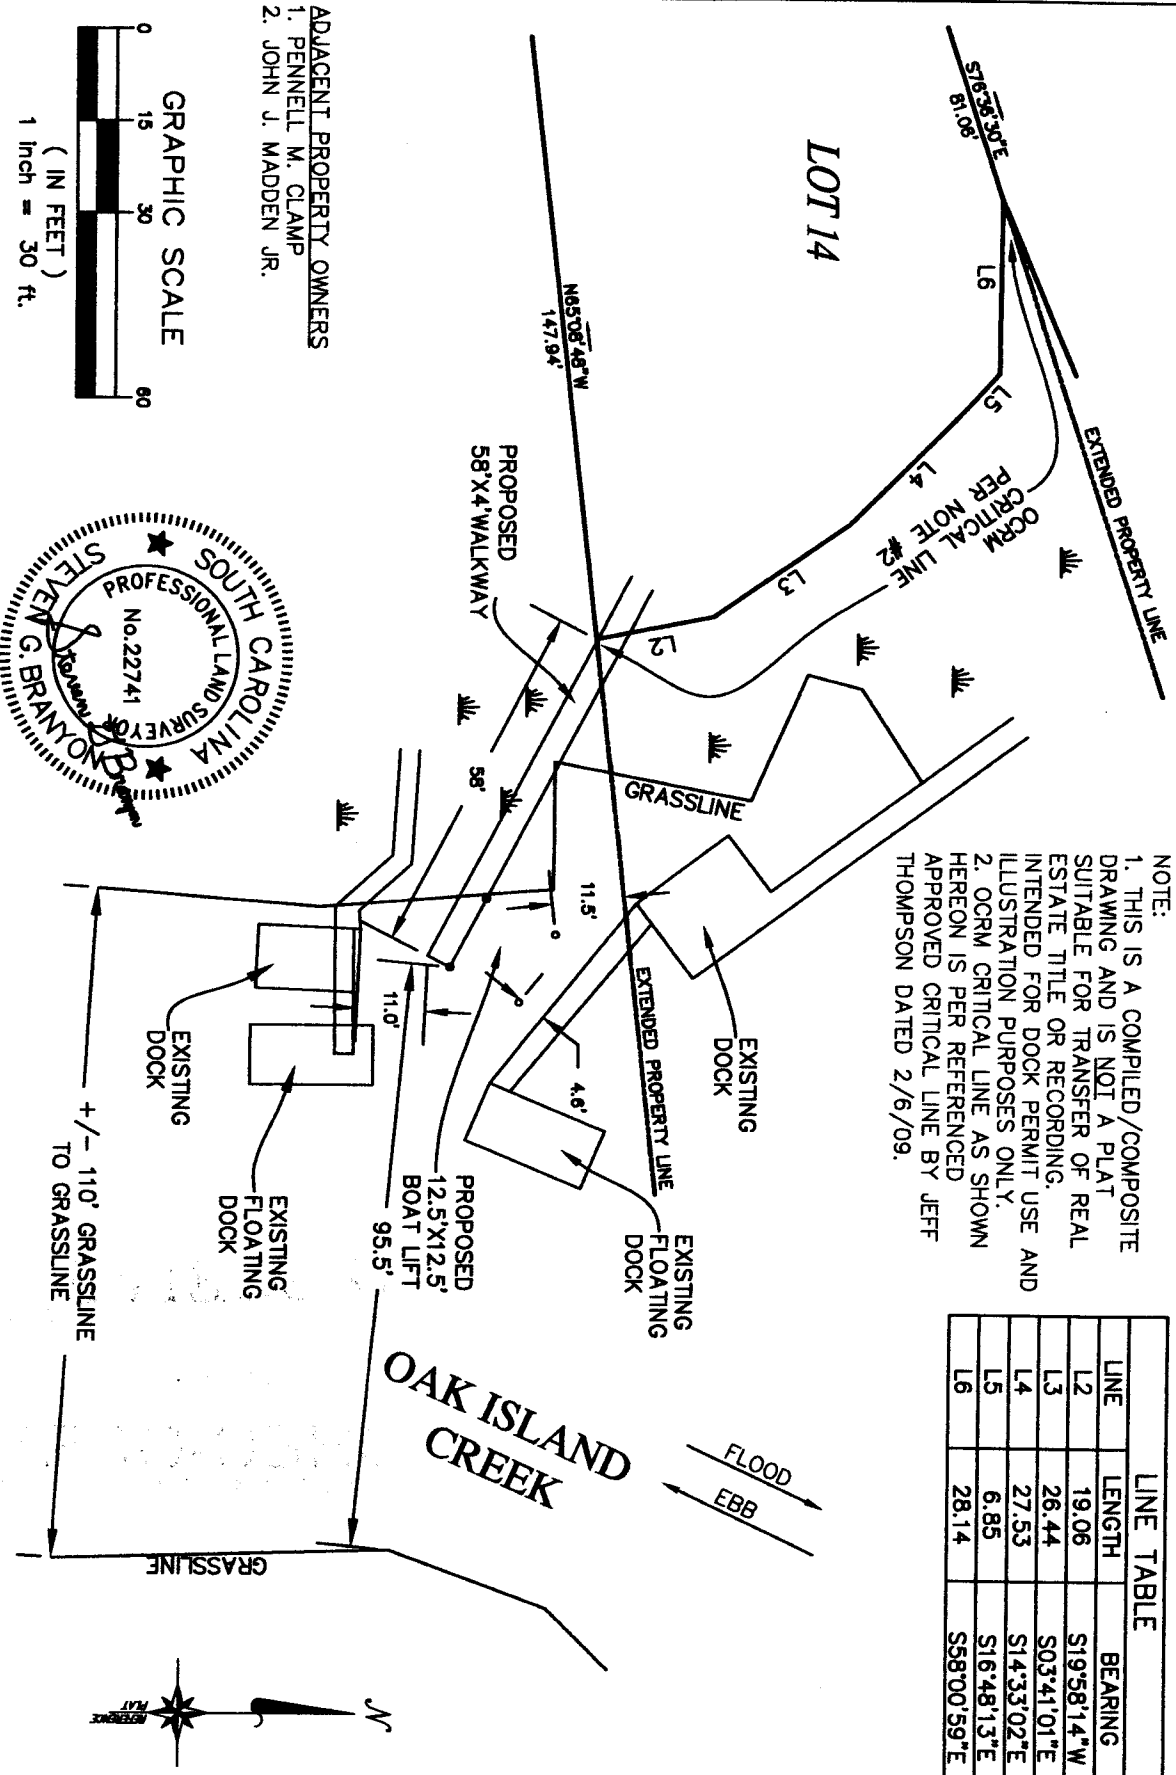 NOTE:
1. THIS IS A COMPILED/COMPOSITE
DRAWING AND IS NOT A PLAT
SUITABLE FOR TRANSFER OF REAL
ESTATE TITLE OR RECORDING.
INTENDED FOR DOCK PERMIT USE AND
ILLUSTRATION PURPOSES ONLY.
2. OCRM CRITICAL LINE AS SHOWN
HEREON IS PER REFERENCED
APPROVED CRITICAL LINE BY JEFF
THOMPSON DATED 2/6/09.
LINE TABLE
LINE LENGTH BEARING
L2 19.06 S19°58'14"W
L3 26.44 S03°41'01"E
L4 27.53 S14°33'02"E
L5 6.85 S16°48'13"E
L6 28.14 S58°00'59"E
S76°36'30"E
81.06'
LOT 14
L6
L5
L4
L3
L2
EXTENDED PROPERTY LINE
OCRM
CRITICAL LINE
PER NOTE #2
N65°08'48"W
147.94'
PROPOSED
58'X4'WALKWAY
58'
GRASSLINE
11.5'
EXTENDED PROPERTY LINE
EXISTING
DOCK
4.6'
EXISTING
FLOATING
DOCK
11.0'
PROPOSED
12.5'X12.5'
BOAT LIFT
95.5'
EXISTING
DOCK
EXISTING
FLOATING
DOCK
+/- 110' GRASSLINE
TO GRASSLINE
OAK ISLAND
CREEK
FLOOD
EBB
GRASSLINE
N
REFERENCE
PLAT
ADJACENT PROPERTY OWNERS
1. PENNELL M. CLAMP
2. JOHN J. MADDEN JR.
GRAPHIC SCALE
0 15 30 60
( IN FEET )
1 inch = 30 ft.
SOUTH CAROLINA
PROFESSIONAL LAND SURVEYOR
No.22741
STEVEN G. BRANYON